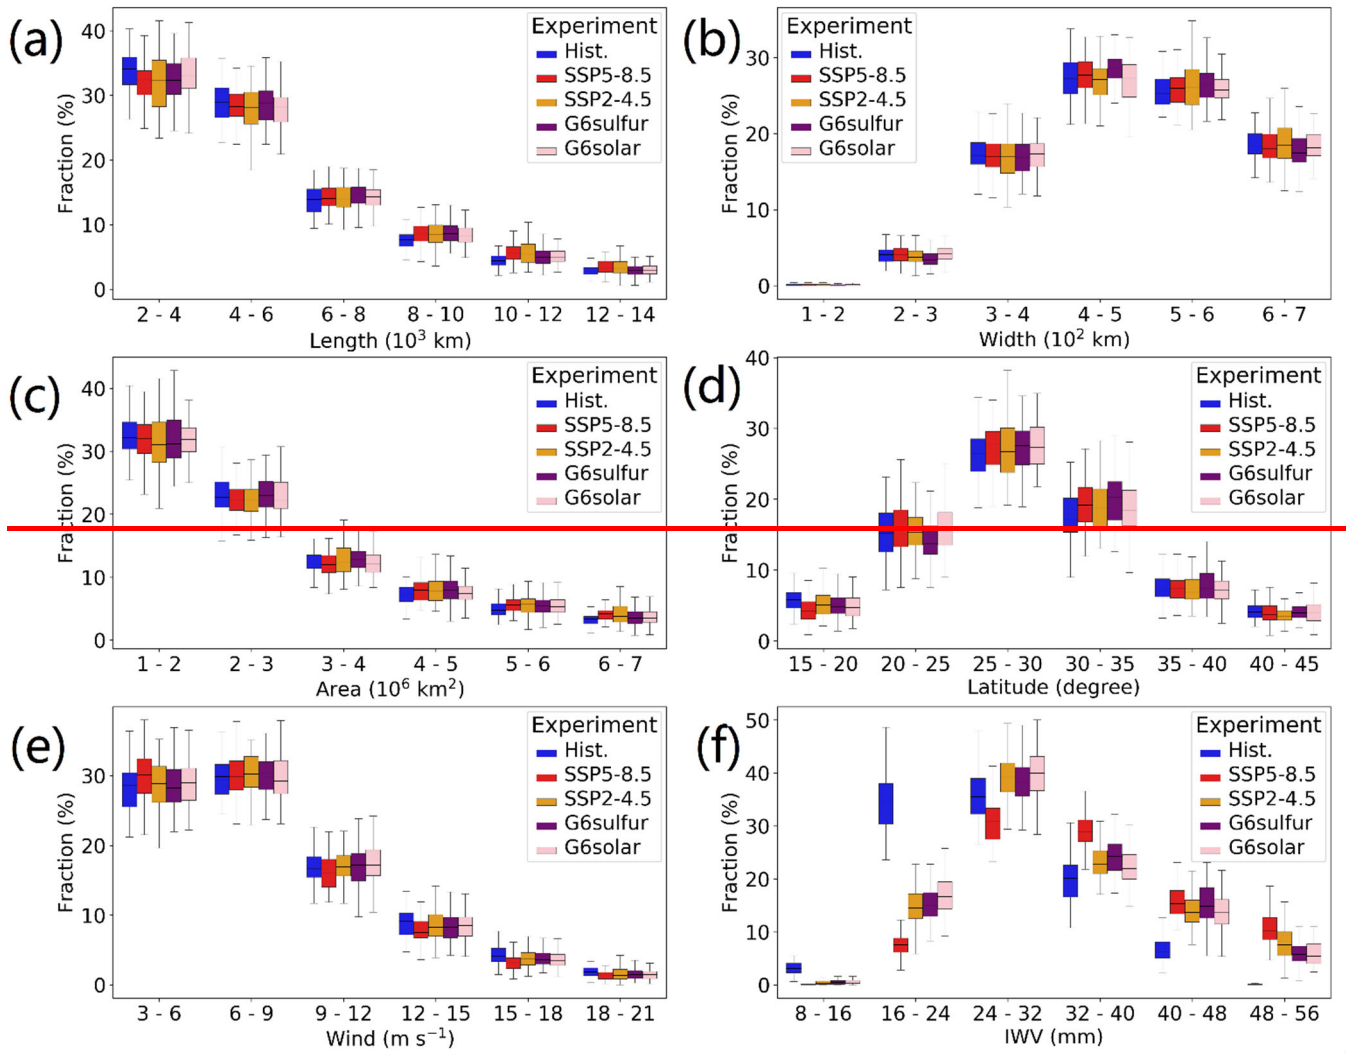 (a)
Experiment
Hist.
SSP5-8.5
SSP2-4.5
G6sulfur
G6solar
Fraction (%)
40
30
20
10
0
2 - 4 4 - 6 6 - 8 8 - 10 10 - 12 12 - 14
Length (10³ km)
(b)
Experiment
Hist.
SSP5-8.5
SSP2-4.5
G6sulfur
G6solar
Fraction (%)
30
20
10
0
1 - 2 2 - 3 3 - 4 4 - 5 5 - 6 6 - 7
Width (10² km)
(c)
Experiment
Hist.
SSP5-8.5
SSP2-4.5
G6sulfur
G6solar
Fraction (%)
40
30
20
10
0
1 - 2 2 - 3 3 - 4 4 - 5 5 - 6 6 - 7
Area (10⁶ km²)
(d)
Experiment
Hist.
SSP5-8.5
SSP2-4.5
G6sulfur
G6solar
Fraction (%)
40
30
20
10
0
15 - 20 20 - 25 25 - 30 30 - 35 35 - 40 40 - 45
Latitude (degree)
(e)
Experiment
Hist.
SSP5-8.5
SSP2-4.5
G6sulfur
G6solar
Fraction (%)
30
20
10
0
3 - 6 6 - 9 9 - 12 12 - 15 15 - 18 18 - 21
Wind (m s⁻¹)
(f)
Experiment
Hist.
SSP5-8.5
SSP2-4.5
G6sulfur
G6solar
Fraction (%)
50
40
30
20
10
0
8 - 16 16 - 24 24 - 32 32 - 40 40 - 48 48 - 56
IWV (mm)